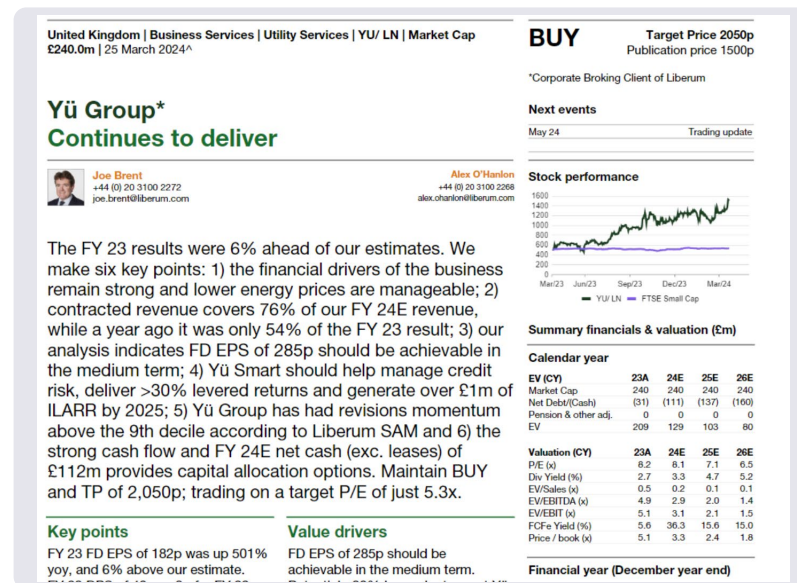 United Kingdom | Business Services | Utility Services | YU/ LN | Market Cap
£240.0m | 25 March 2024^
Yü Group*
Continues to deliver
Joe Brent
+44 (0) 20 3100 2272
joe.brent@liberum.com
Alex O'Hanlon
+44 (0) 20 3100 2268
alex.ohanlon@liberum.com
The FY 23 results were 6% ahead of our estimates. We
make six key points: 1) the financial drivers of the business
remain strong and lower energy prices are manageable; 2)
contracted revenue covers 76% of our FY 24E revenue,
while a year ago it was only 54% of the FY 23 result; 3) our
analysis indicates FD EPS of 285p should be achievable in
the medium term; 4) Yü Smart should help manage credit
risk, deliver >30% levered returns and generate over £1m of
ILARR by 2025; 5) Yü Group has had revisions momentum
above the 9th decile according to Liberum SAM and 6) the
strong cash flow and FY 24E net cash (exc. leases) of
£112m provides capital allocation options. Maintain BUY
and TP of 2,050p; trading on a target P/E of just 5.3x.
Key points
FY 23 FD EPS of 182p was up 501%
yoy, and 6% above our estimate.
Value drivers
FD EPS of 285p should be
achievable in the medium term.
BUY
Target Price 2050p
Publication price 1500p
*Corporate Broking Client of Liberum
Next events
May 24 Trading update
Stock performance
1600
1400
1200
1000
800
600
400
200
0
Mar/23 Jun/23 Sep/23 Dec/23 Mar/24
YU/ LN FTSE Small Cap
Summary financials & valuation (£m)
Calendar year
EV (CY) 23A 24E 25E 26E
Market Cap 240 240 240 240
Net Debt/(Cash) (31) (111) (137) (160)
Pension & other adj. 0 0 0 0
EV 209 129 103 80
Valuation (CY) 23A 24E 25E 26E
P/E (x) 8.2 8.1 7.1 6.5
Div Yield (%) 2.7 3.3 4.7 5.2
EV/Sales (x) 0.5 0.2 0.1 0.1
EV/EBITDA (x) 4.9 2.9 2.0 1.4
EV/EBIT (x) 5.1 3.1 2.1 1.5
FCFe Yield (%) 5.6 36.3 15.6 15.0
Price / book (x) 5.1 3.3 2.4 1.8
Financial year (December year end)